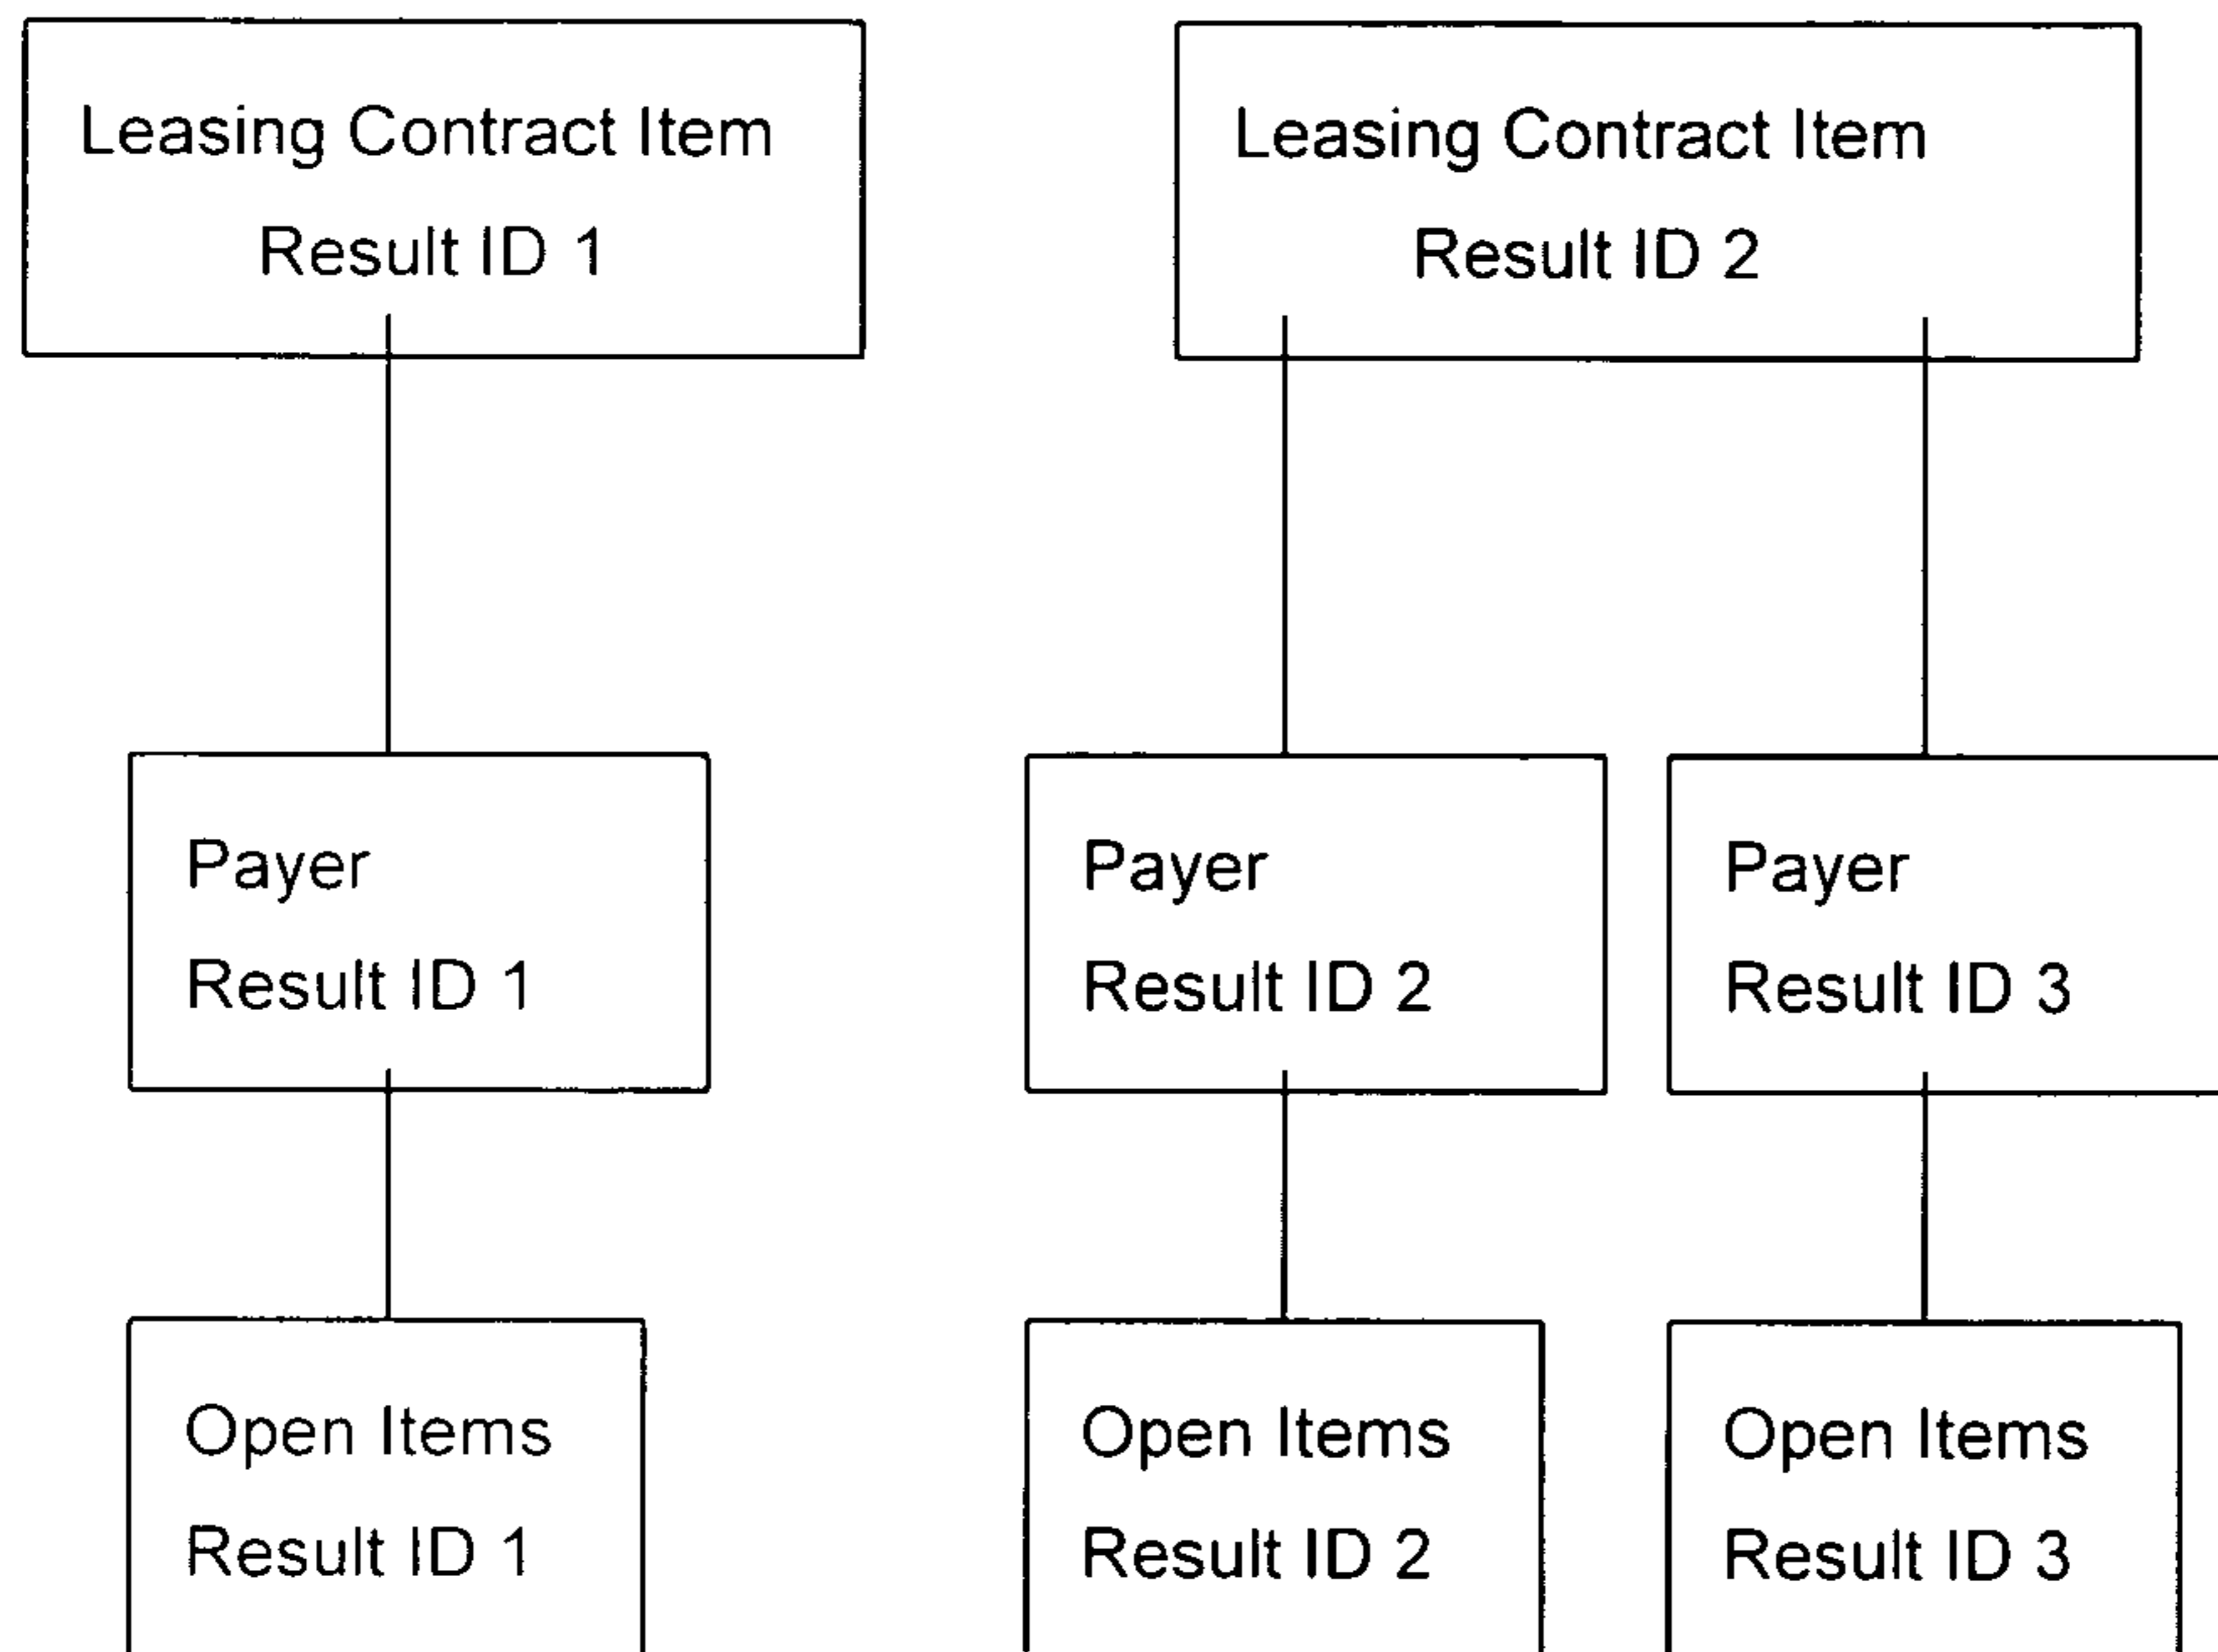 Leasing Contract Item
Result ID 1
Leasing Contract Item
Result ID 2
Payer
Result ID 1
Payer
Result ID 2
Payer
Result ID 3
Open Items
Result ID 1
Open Items
Result ID 2
Open Items
Result ID 3